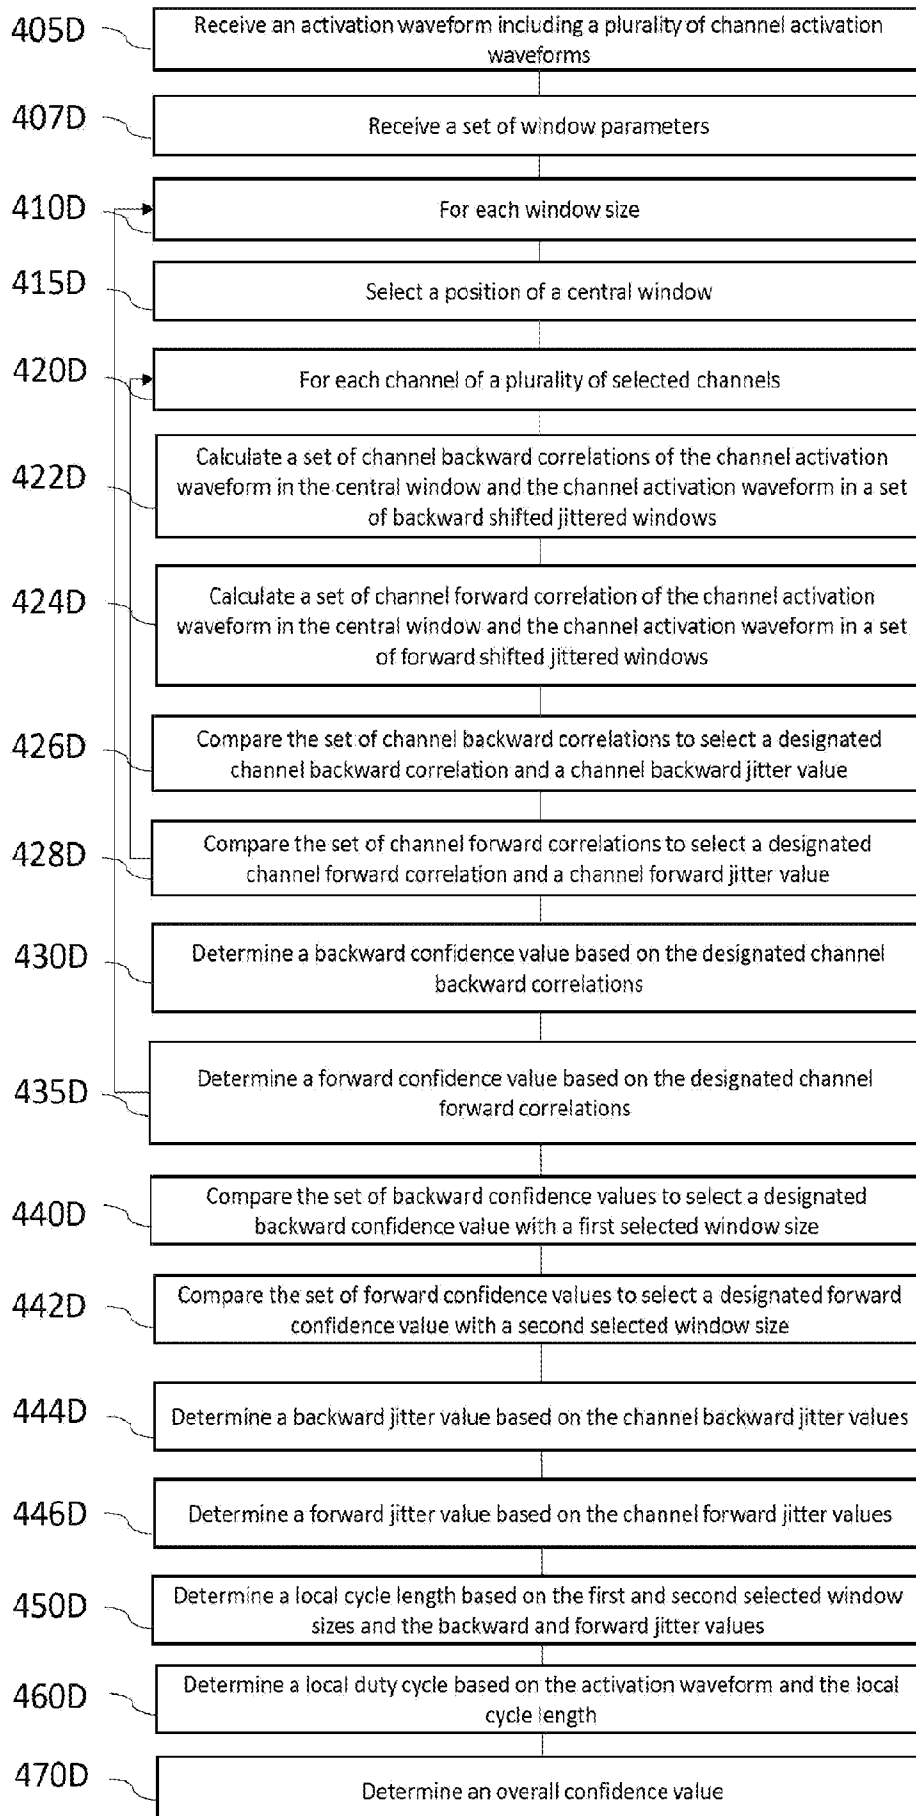 405D
Receive an activation waveform including a plurality of channel activation
waveforms
407D
Receive a set of window parameters
410D
For each window size
415D
Select a position of a central window
420D
For each channel of a plurality of selected channels
422D
Calculate a set of channel backward correlations of the channel activation
waveform in the central window and the channel activation waveform in a set
of backward shifted jittered windows
424D
Calculate a set of channel forward correlation of the channel activation
waveform in the central window and the channel activation waveform in a set
of forward shifted jittered windows
426D
Compare the set of channel backward correlations to select a designated
channel backward correlation and a channel backward jitter value
428D
Compare the set of channel forward correlations to select a designated
channel forward correlation and a channel forward jitter value
430D
Determine a backward confidence value based on the designated channel
backward correlations
435D
Determine a forward confidence value based on the designated channel
forward correlations
440D
Compare the set of backward confidence values to select a designated
backward confidence value with a first selected window size
442D
Compare the set of forward confidence values to select a designated forward
confidence value with a second selected window size
444D
Determine a backward jitter value based on the channel backward jitter values
446D
Determine a forward jitter value based on the channel forward jitter values
450D
Determine a local cycle length based on the first and second selected window
sizes and the backward and forward jitter values
460D
Determine a local duty cycle based on the activation waveform and the local
cycle length
470D
Determine an overall confidence value